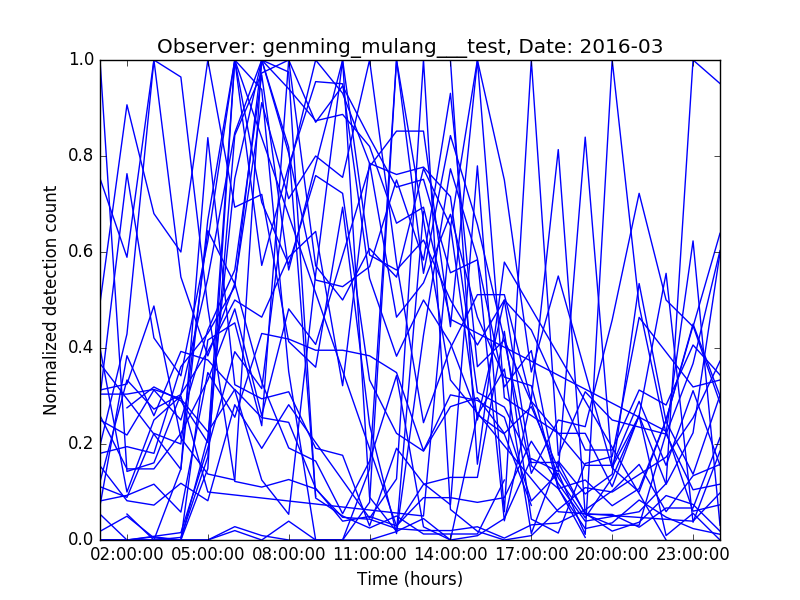 Observer: genming_mulang___test, Date: 2016-03
1.0
0.8
0.6
0.4
0.2
0.0
Normalized detection count
02:00:00 05:00:00 08:00:00 11:00:00 14:00:00 17:00:00 20:00:00 23:00:00
Time (hours)